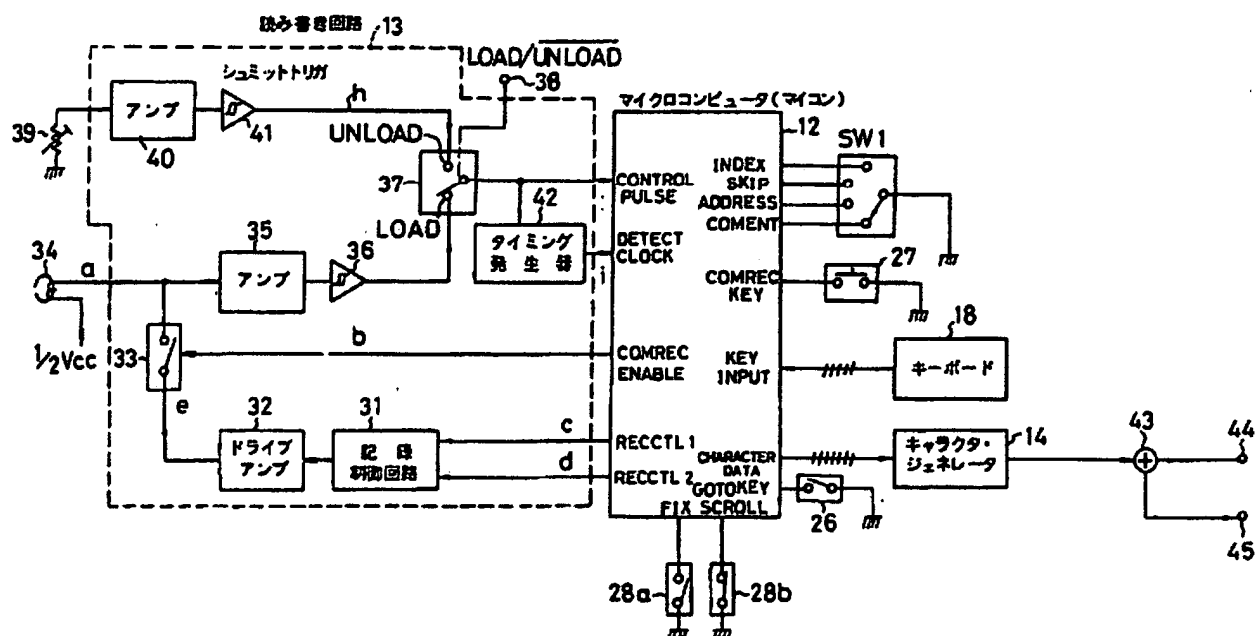 読み書き回路
13
LOAD/UNLOAD
38
シュミットトリガ
アンプ
40
41
h
39
UNLOAD
37
LOAD
マイクロコンピュータ(マイコン)
12
SW1
INDEX
SKIP
ADDRESS
COMENT
CONTROL
PULSE
42
タイミング
発生器
DETECT
CLOCK
34
a
35
アンプ
36
1/2Vcc
33
b
COMREC
ENABLE
COMREC
KEY
27
KEY
INPUT
18
キーボード
e
32
ドライブ
アンプ
31
記録
制御回路
c
d
RECCTL 1
RECCTL 2
CHARACTER
DATA
GOTOKEY
FIX SCROLL
26
14
キャラクタ・
ジェネレータ
43
44
45
28a
28b